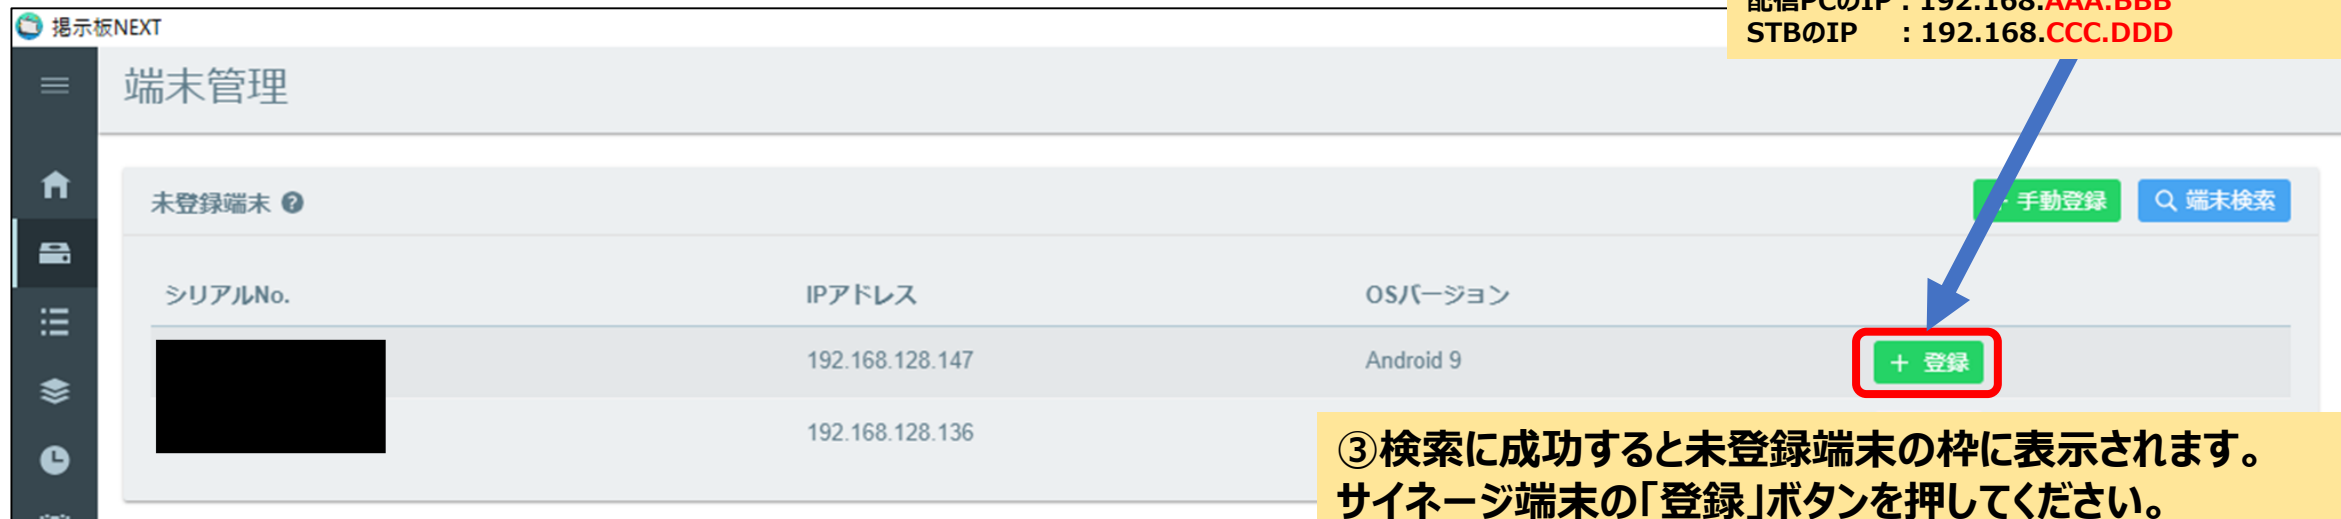 配信PCのIP:192.168.AAA.BBB
掲示板NEXT
STBのIP :192.168.CCC.DDD
端末管理
未登録端末 ?
手動登録
端末検索
シリアルNo. IPアドレス OSバージョン
192.168.128.147 Android 9 + 登録
192.168.128.136
③検索に成功すると未登録端末の枠に表示されます。
サイネージ端末の「登録」ボタンを押してください。